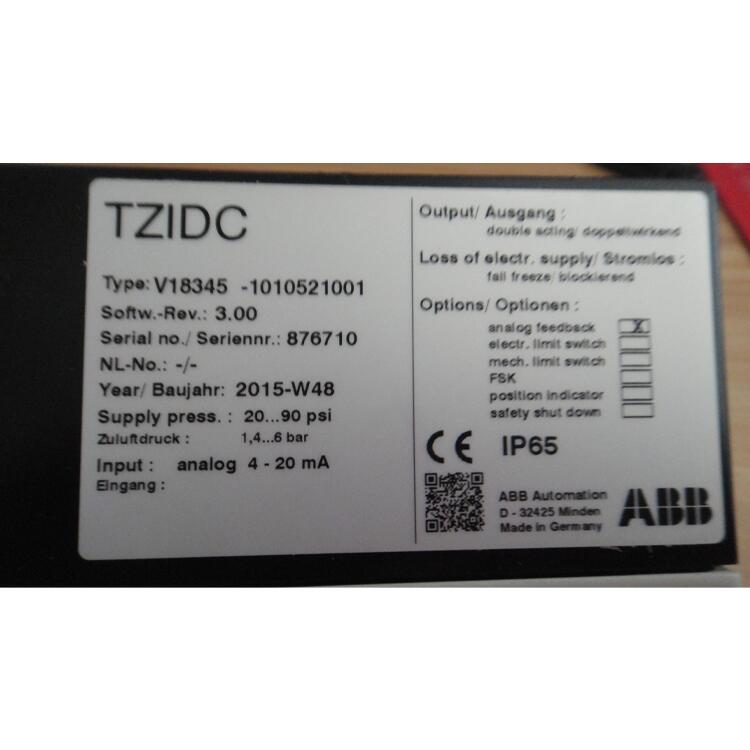 TZIDC
Type: V18345 -1010521001
Softw.-Rev.: 3.00
Serial no./ Seriennr.: 876710
NL-No.: -/-
Year/ Baujahr: 2015-W48
Supply press. : 20...90 psi
Zuluftdruck : 1,4...6 bar
Input : analog 4 - 20 mA
Eingang :
Output/ Ausgang :
double acting/ doppeltwirkend
Loss of electr. supply/ Stromlos :
fail freeze/ blockierend
Options/ Optionen :
analog feedback X
electr. limit switch
mech. limit switch
FSK
position indicator
safety shut down
CE IP65
ABB Automation
D - 32425 Minden
Made in Germany
ABB